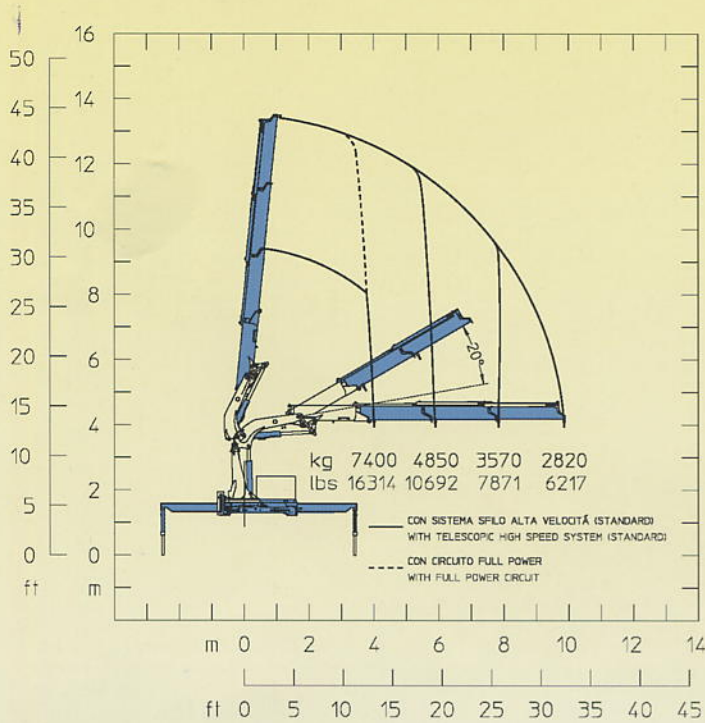 16
50
14
45
12
40
35
10
30
8
25
6
20
20°
15
4
10
kg 7400 4850 3570 2820
lbs 16314 10692 7871 6217
2
5
CON SISTEMA SFILO ALTA VELOCITÀ (STANDARD)
WITH TELESCOPIC HIGH SPEED SYSTEM (STANDARD)
0 0
CON CIRCUITO FULL POWER
WITH FULL POWER CIRCUIT
ft m
m 0 2 4 6 8 10 12 14
ft 0 5 10 15 20 25 30 35 40 45